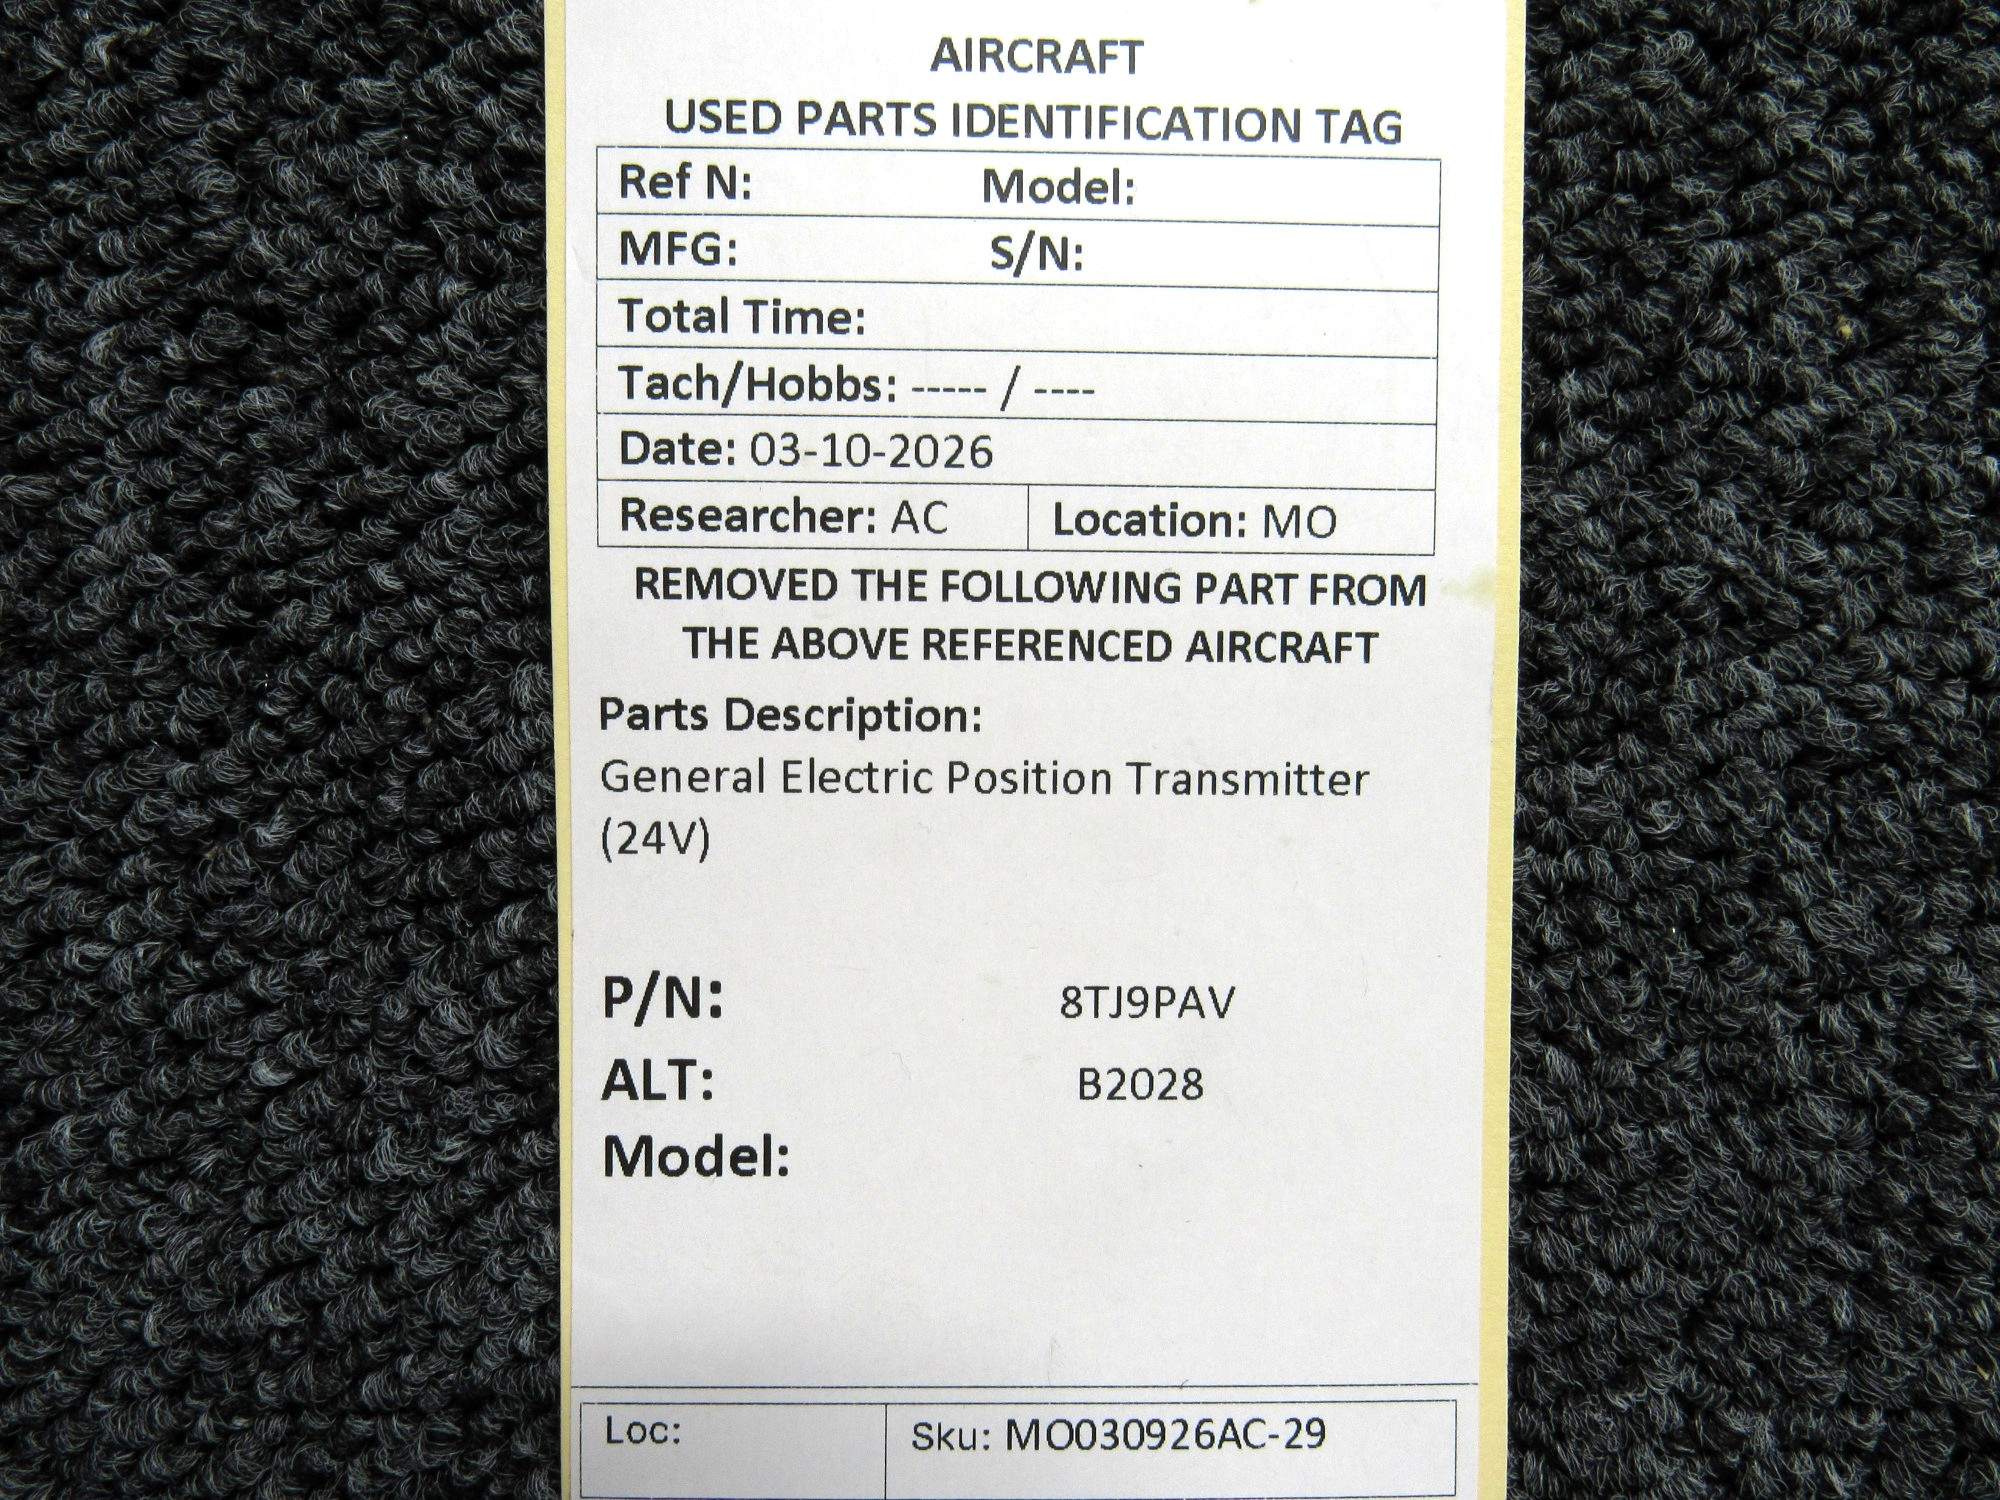 AIRCRAFT
USED PARTS IDENTIFICATION TAG
Ref N: Model:
MFG: S/N:
Total Time:
Tach/Hobbs: ----- / ----
Date: 03-10-2026
Researcher: AC Location: MO
REMOVED THE FOLLOWING PART FROM
THE ABOVE REFERENCED AIRCRAFT
Parts Description:
General Electric Position Transmitter
(24V)
P/N: 8TJ9PAV
ALT: B2028
Model:
Loc: Sku: MO030926AC-29